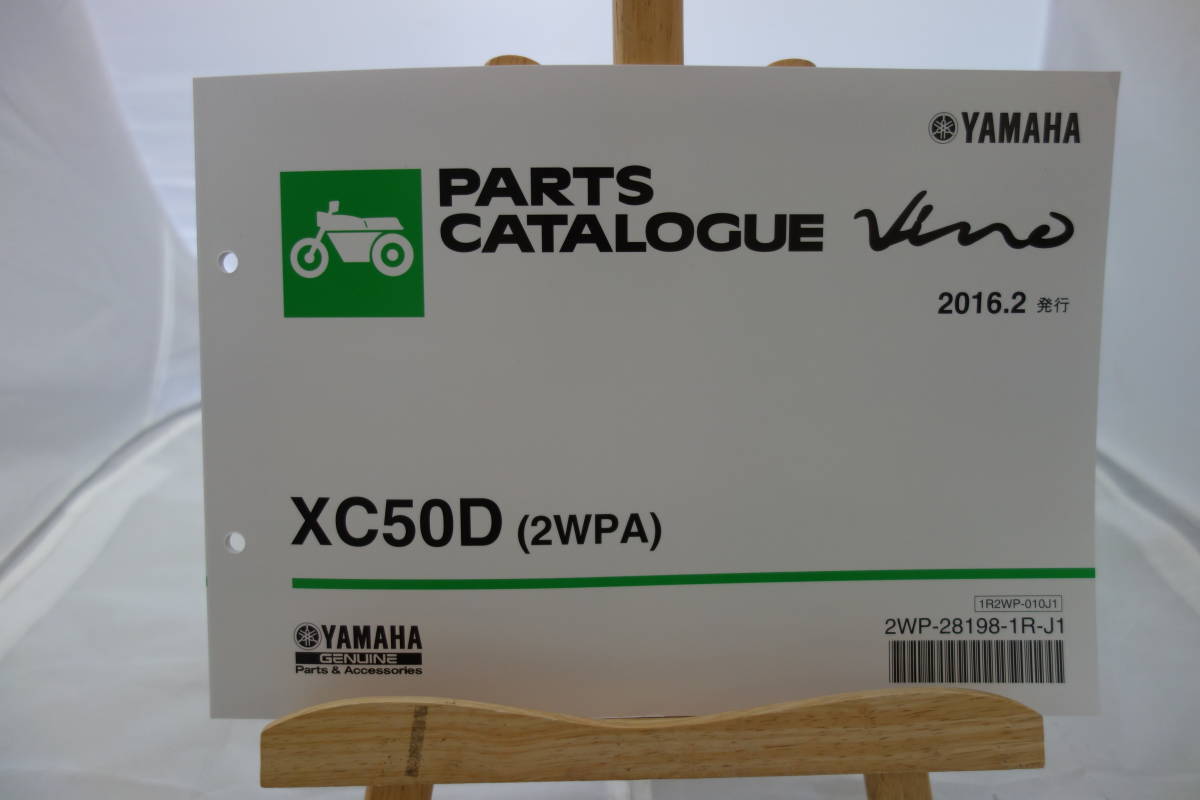 YAMAHA
PARTS
CATALOGUE
Vino
2016.2 発行
XC50D (2WPA)
1R2WP-010J1
2WP-28198-1R-J1
YAMAHA
GENUINE
Parts & Accessories